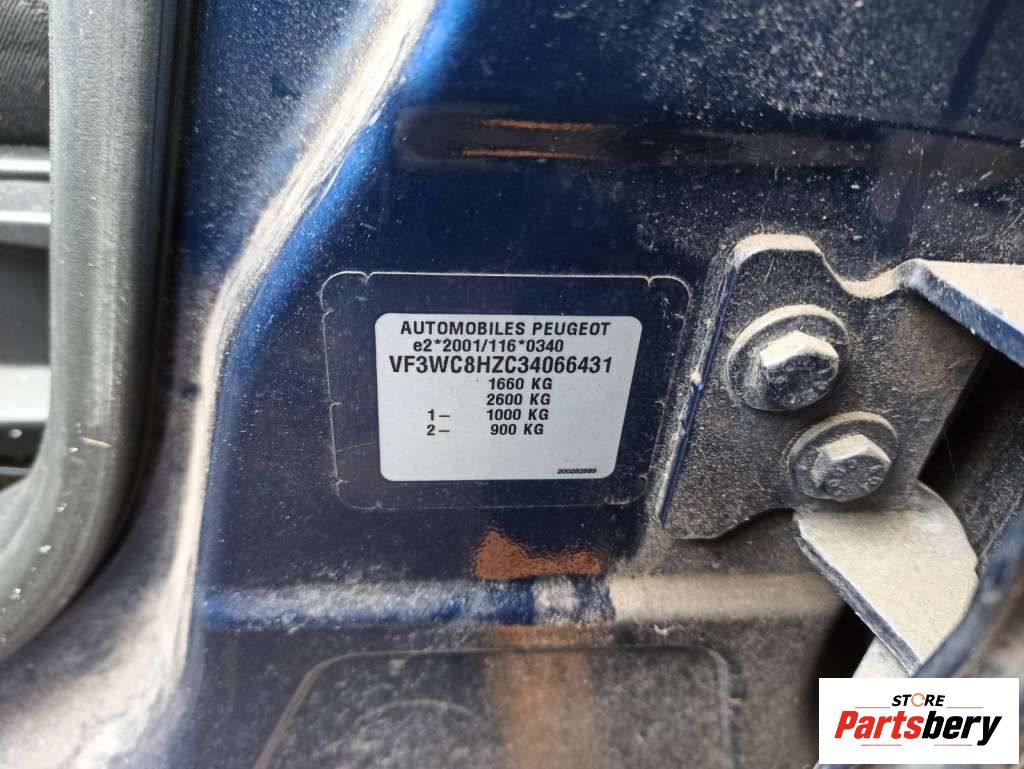 AUTOMOBILES PEUGEOT
e2*2001/116*0340
VF3WC8HZC34066431
1660 KG
2600 KG
1– 1000 KG
2– 900 KG
200282869
STORE
Partsbery